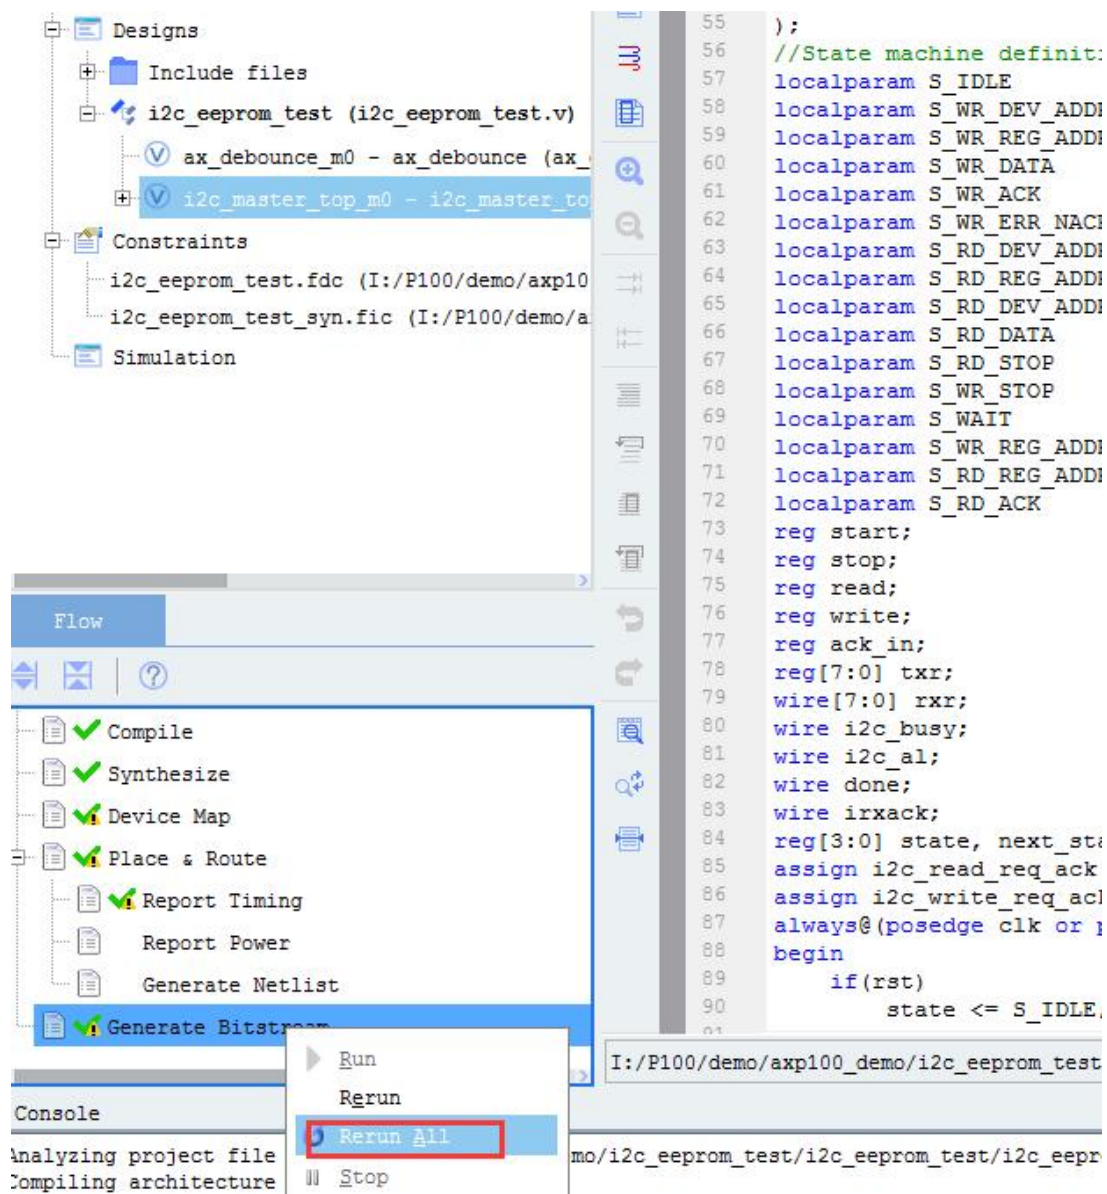 Designs
Include files
i2c_eeprom_test (i2c_eeprom_test.v)
ax_debounce_m0 - ax_debounce (ax_
i2c_master_top_m0 - i2c_master_to
Constraints
i2c_eeprom_test.fdc (I:/P100/demo/axp10
i2c_eeprom_test_syn.fic (I:/P100/demo/a
Simulation
Flow
Compile
Synthesize
Device Map
Place & Route
Report Timing
Report Power
Generate Netlist
Generate Bitstream
Run
Rerun
Rerun All
Stop
Console
Analyzing project file
mo/i2c_eeprom_test/i2c_eeprom_test/i2c_eepr
Compiling architecture
55 );
56 //State machine definiti
57 localparam S_IDLE
58 localparam S_WR_DEV_ADDR
59 localparam S_WR_REG_ADDR
60 localparam S_WR_DATA
61 localparam S_WR_ACK
62 localparam S_WR_ERR_NACK
63 localparam S_RD_DEV_ADDR
64 localparam S_RD_REG_ADDR
65 localparam S_RD_DEV_ADDR
66 localparam S_RD_DATA
67 localparam S_RD_STOP
68 localparam S_WR_STOP
69 localparam S_WAIT
70 localparam S_WR_REG_ADDR
71 localparam S_RD_REG_ADDR
72 localparam S_RD_ACK
73 reg start;
74 reg stop;
75 reg read;
76 reg write;
77 reg ack_in;
78 reg[7:0] txr;
79 wire[7:0] rxr;
80 wire i2c_busy;
81 wire i2c_al;
82 wire done;
83 wire irxack;
84 reg[3:0] state, next_sta
85 assign i2c_read_req_ack
86 assign i2c_write_req_ack
87 always@(posedge clk or p
88 begin
89 if(rst)
90 state <= S_IDLE;
91
I:/P100/demo/axp100_demo/i2c_eeprom_test